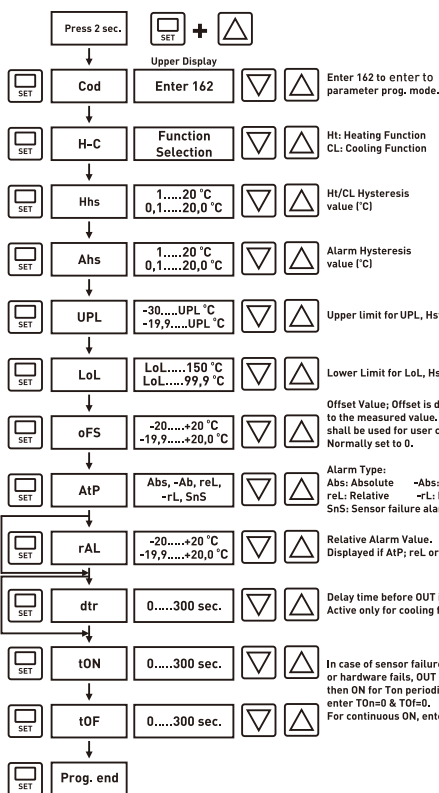 Press 2 sec.
SET
+
Upper Display
SET
Cod
Enter 162
Enter 162 to enter to
parameter prog. mode.
SET
H-C
Function
Selection
Ht: Heating Function
CL: Cooling Function
SET
Hhs
1.....20 °C
0,1.....20,0 °C
Ht/CL Hysteresis
value (°C)
SET
Ahs
1.....20 °C
0,1.....20,0 °C
Alarm Hysteresis
value (°C)
SET
UPL
-30.....UPL °C
-19,9.....UPL °C
Upper limit for UPL,
SET
LoL
LoL.....150 °C
LoL.....99,9 °C
Lower Limit for LoL,
SET
oFS
-20.....+20 °C
-19,9.....+20,0 °C
Offset Value; Offset is
to the measured value.
shall be used for user
Normally set to 0.
SET
AtP
Abs, -Ab, reL,
-rL, SnS
Alarm Type:
Abs: Absolute -Abs:
reL: Relative -rL:
SnS: Sensor failure
SET
rAL
-20.....+20 °C
-19,9.....+20,0 °C
Relative Alarm Value.
Displayed if AtP; reL or
SET
dtr
0.....300 sec.
Delay time before OUT
Active only for cooling
SET
tON
0.....300 sec.
In case of sensor failure
or hardware fails, OUT
then ON for Ton
enter TOn=0 & TOf=0.
For continuous ON,
SET
tOF
0.....300 sec.
SET
Prog. end